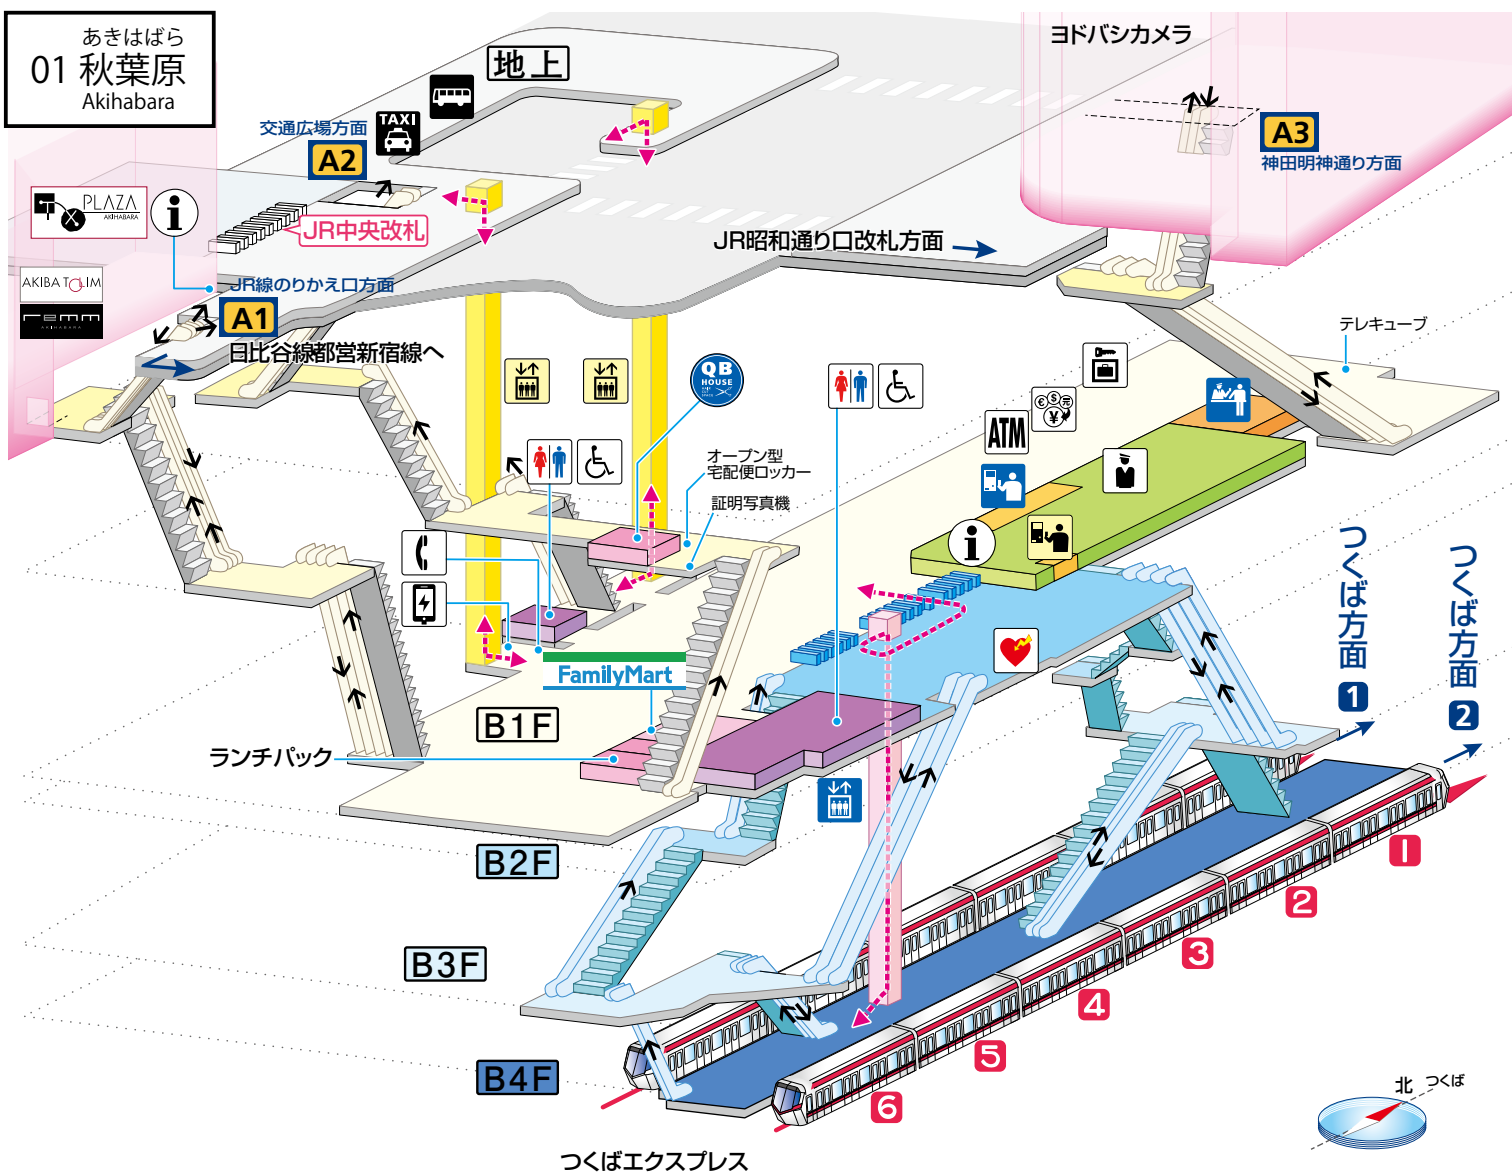 あきはばら
01 秋葉原
Akihabara
地上
ヨドバシカメラ
交通広場方面
A2
TAXI
A3
神田明神通り方面
PLAZA
AKIHABARA
i
JR中央改札
JR昭和通り口改札方面
AKIBA TOLIM
remm
AKIHABARA
JR線のりかえ口方面
A1
日比谷線都営新宿線へ
テレキューブ
QB
HOUSE
ATM
€ $ 元
¥
オープン型
宅配便ロッカー
証明写真機
i
FamilyMart
B1F
ランチパック
つくば方面 1
つくば方面 2
B2F
B3F
B4F
1
2
3
4
5
6
北 つくば
つくばエクスプレス